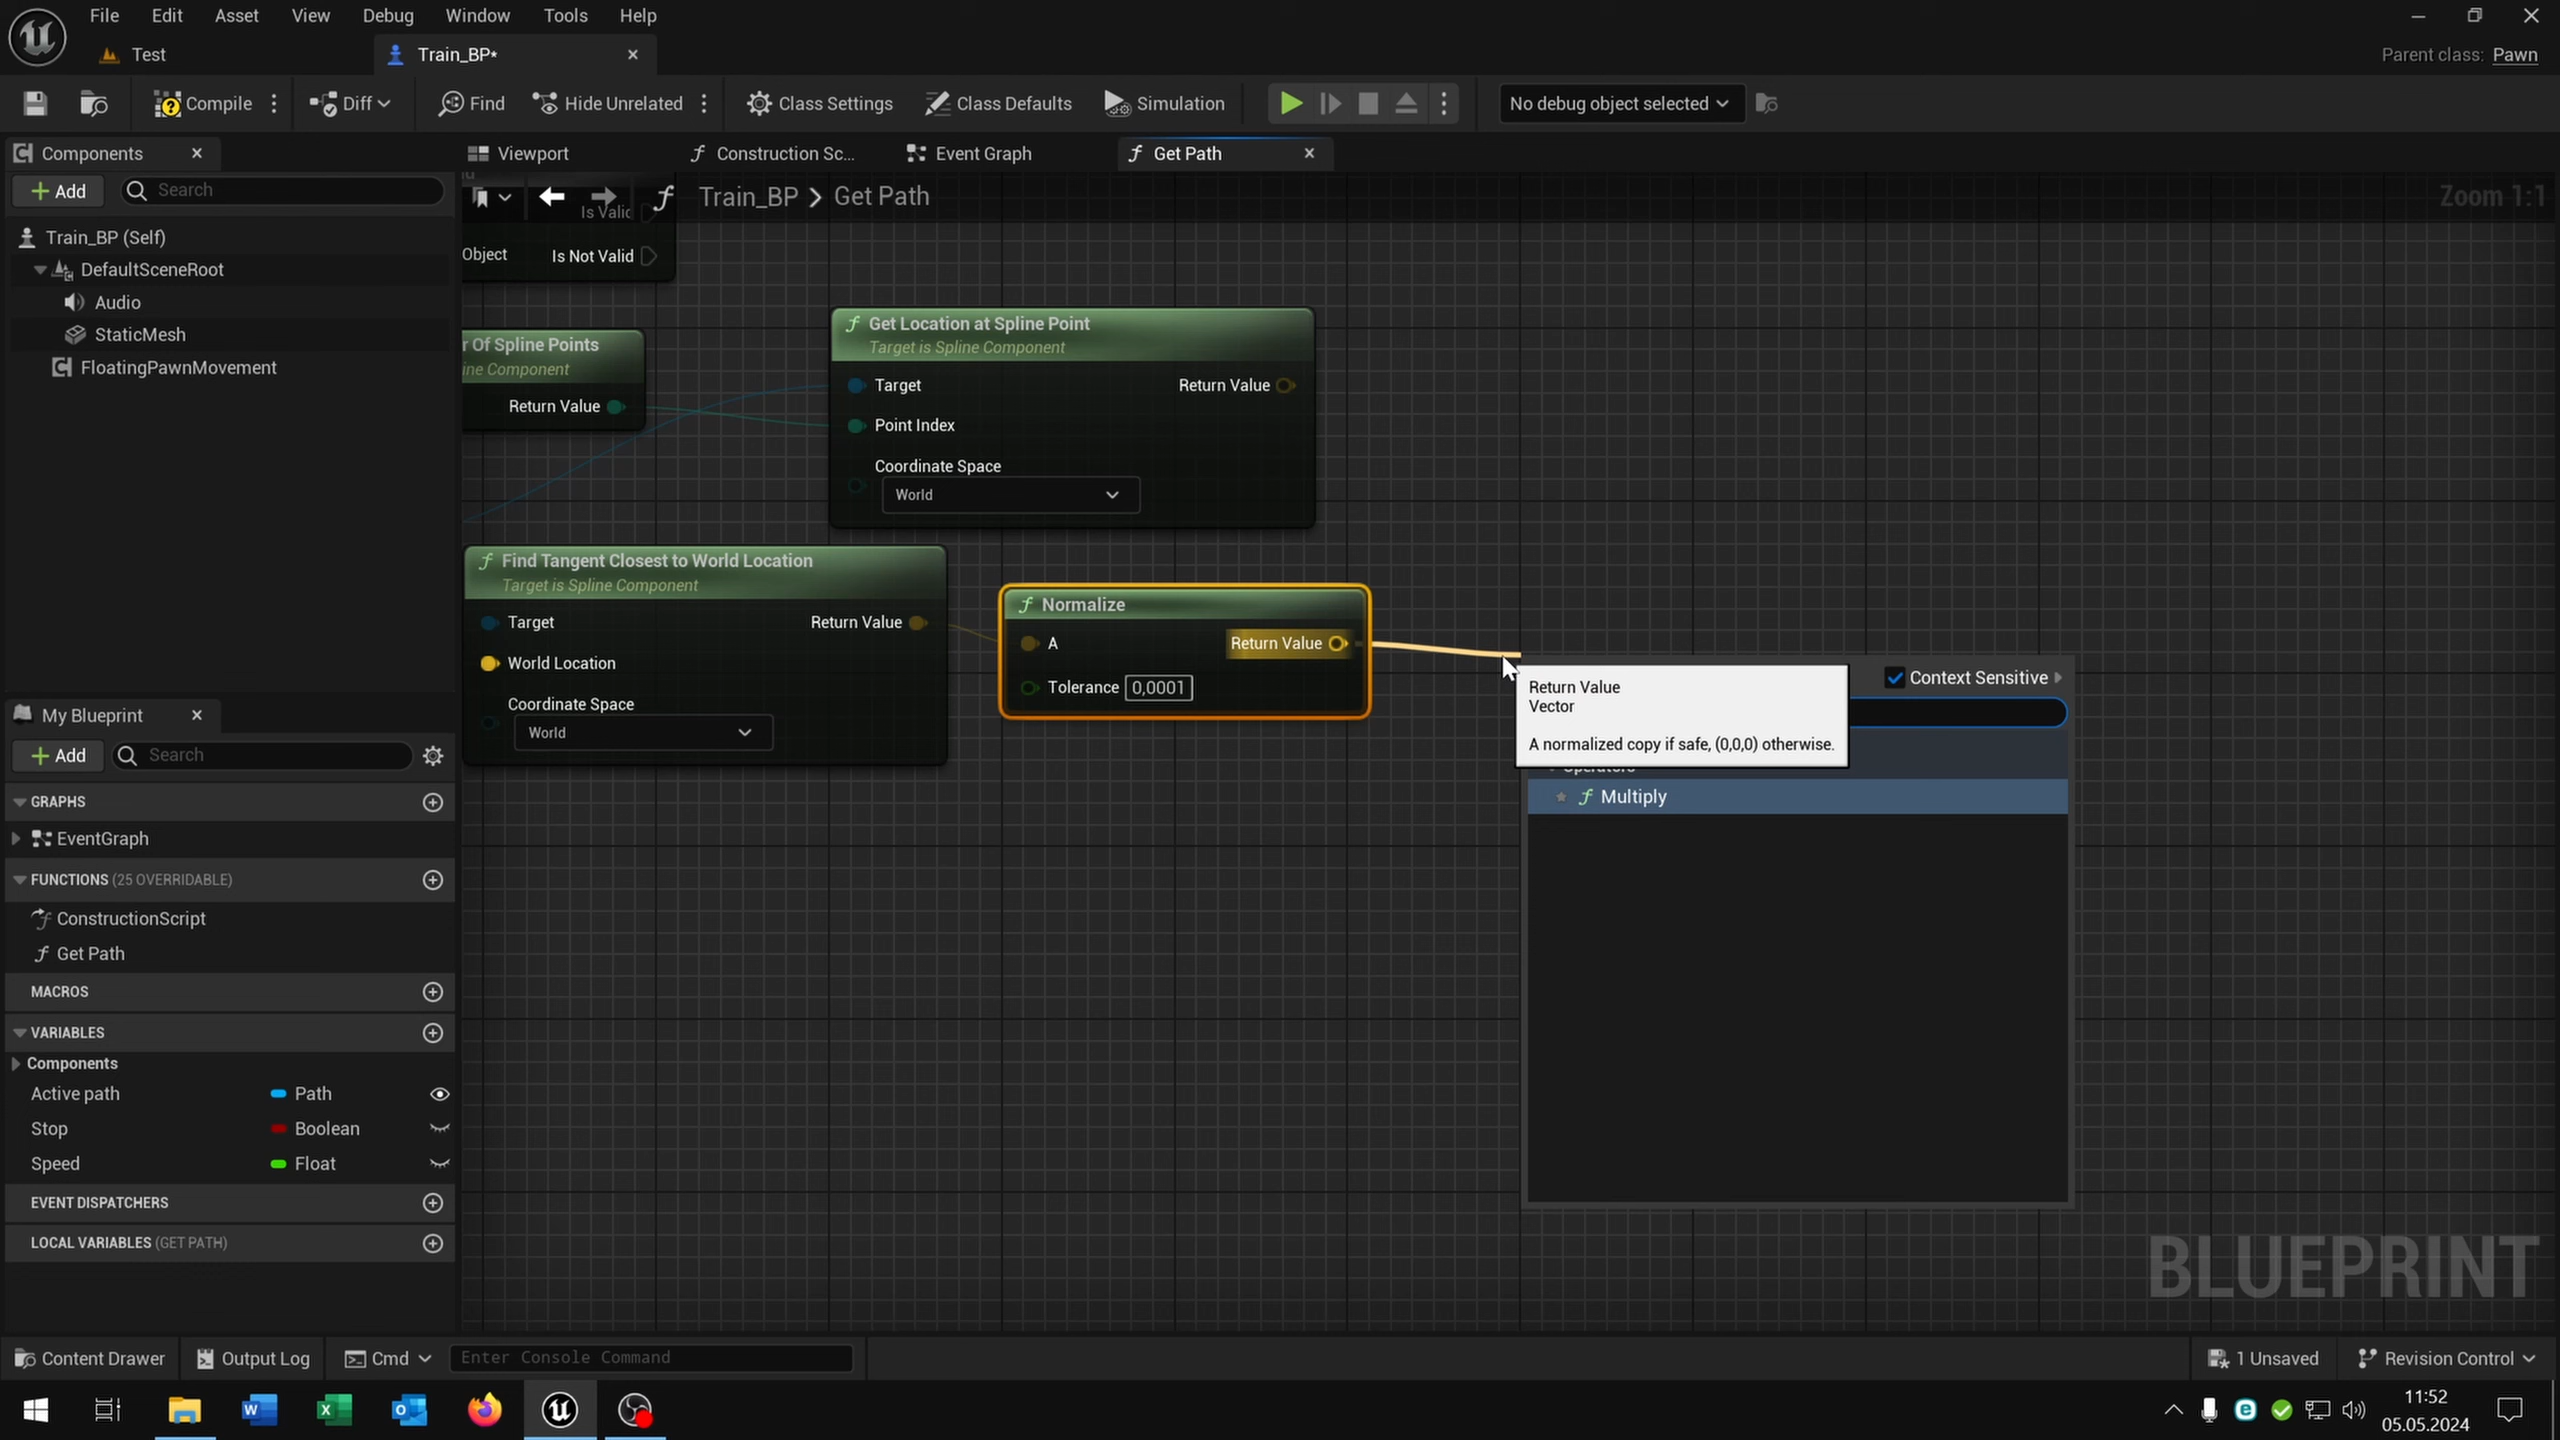 File Edit Asset View Debug Window Tools Help
Test
Train_BP*
Parent class: Pawn
Compile
Diff
Find
Hide Unrelated
Class Settings
Class Defaults
Simulation
No debug object selected
Components
Viewport
Construction Sc...
Event Graph
Get Path
Add
Search
Train_BP > Get Path
Zoom 1:1
Train_BP (Self)
DefaultSceneRoot
Audio
StaticMesh
FloatingPawnMovement
Is Valid
Object
Is Not Valid
r Of Spline Points
ine Component
Return Value
Get Location at Spline Point
Target is Spline Component
Target
Return Value
Point Index
Coordinate Space
World
Find Tangent Closest to World Location
Target is Spline Component
Target
Return Value
World Location
Coordinate Space
World
Normalize
A
Return Value
Tolerance 0,0001
Return Value
Vector
A normalized copy if safe, (0,0,0) otherwise.
Context Sensitive
Operators
Multiply
My Blueprint
Add
Search
GRAPHS
EventGraph
FUNCTIONS (25 OVERRIDABLE)
ConstructionScript
Get Path
MACROS
VARIABLES
Components
Active path Path
Stop Boolean
Speed Float
EVENT DISPATCHERS
LOCAL VARIABLES (GET PATH)
BLUEPRINT
Content Drawer
Output Log
Cmd
Enter Console Command
1 Unsaved
Revision Control
11:52
05.05.2024